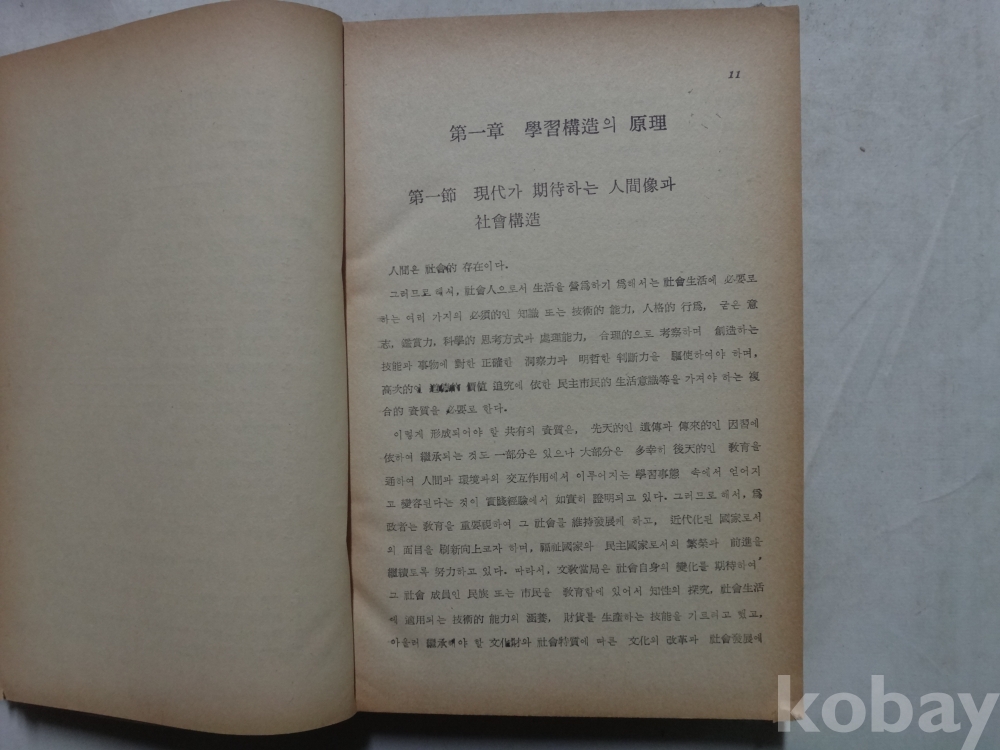 11
第一章 學習構造의 原理
第一節 現代가 期待하는 人間像과
社會構造
人間은 社會的 存在이다.
그러므로 해서, 社會人으로서 生活을 營爲하기 爲해서는 社會生活에 必要로
하는 여러 가지의 必須的인 知識 또는 技術的 能力, 人格的 行爲, 굳은 意
志, 鑑賞力, 科學的 思考方式과 處理能力, 合理的으로 考察하며 創造하는
技能과 事物에 對한 正確한 洞察力과 明哲한 判斷力을 驅使하여야 하며,
高次的인 價値 追究에 依한 民主市民的 生活意識等을 가져야 하는 複
合的 資質을 必要로 한다.
이렇게 形成되어야 할 共有의 資質은, 先天的인 遺傳과 傳來的인 因習에
依하여 繼承되는 것도 一部分은 있으나 大部分은 多幸히 後天的인 敎育을
通하여 人間과 環境과의 交互作用에서 이루어지는 學習事態 속에서 얻어지
고 變容된다는 것이 實踐經驗에서 如實히 證明되고 있다. 그러므로 해서, 爲
政者는 敎育을 重要視하여 그 社會를 維持發展케 하고, 近代化된 國家로서
의 面目을 刷新向上코자 하며, 福祉國家와 民主國家로서의 繁榮과 前進을
繼續토록 努力하고 있다. 따라서, 文敎當局은 社會自身의 變化를 期待하여
그 社會 成員인 民族 또는 市民을 敎育함에 있어서 知性의 探究, 社會生活
에 適用되는 技術的 能力의 涵養, 財貨를 生產하는 技能을 기르려고 힘고,
아울러 繼承해야 할 文化財와 社會特質에 따른 文化의 改革과 社會發展에
kobay